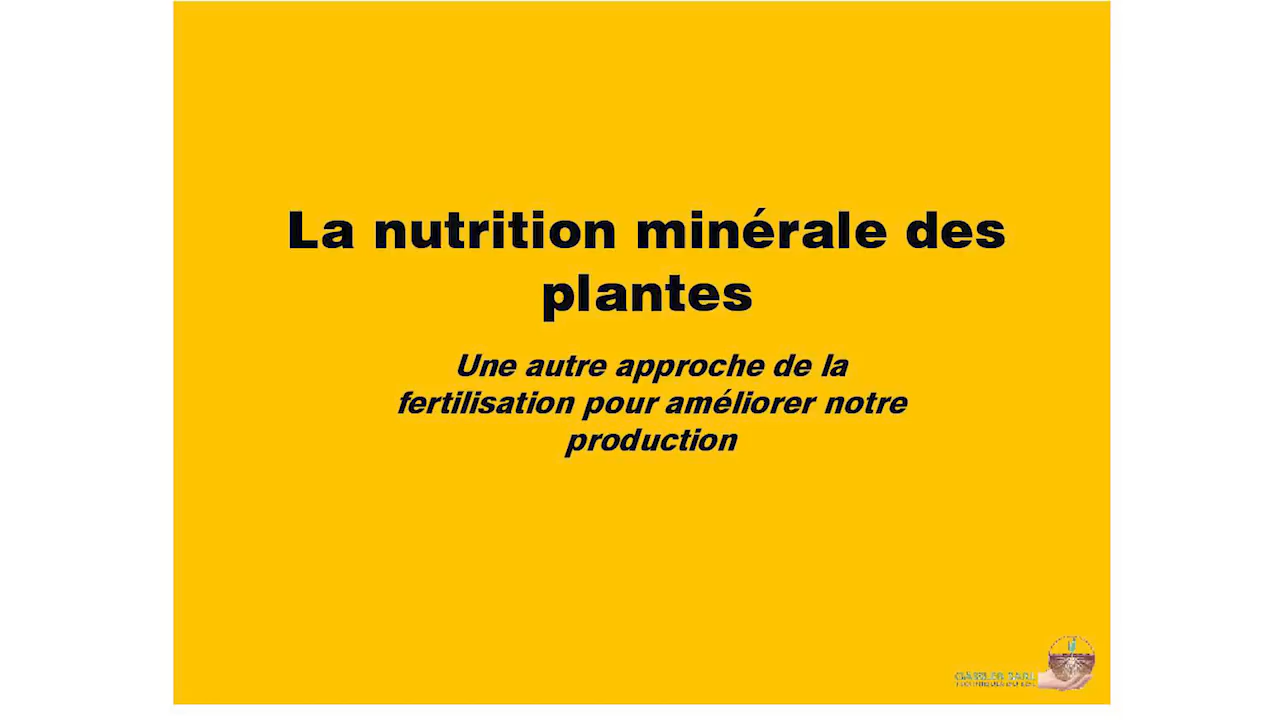 La nutrition minérale des
plantes
Une autre approche de la
fertilisation pour améliorer notre
production